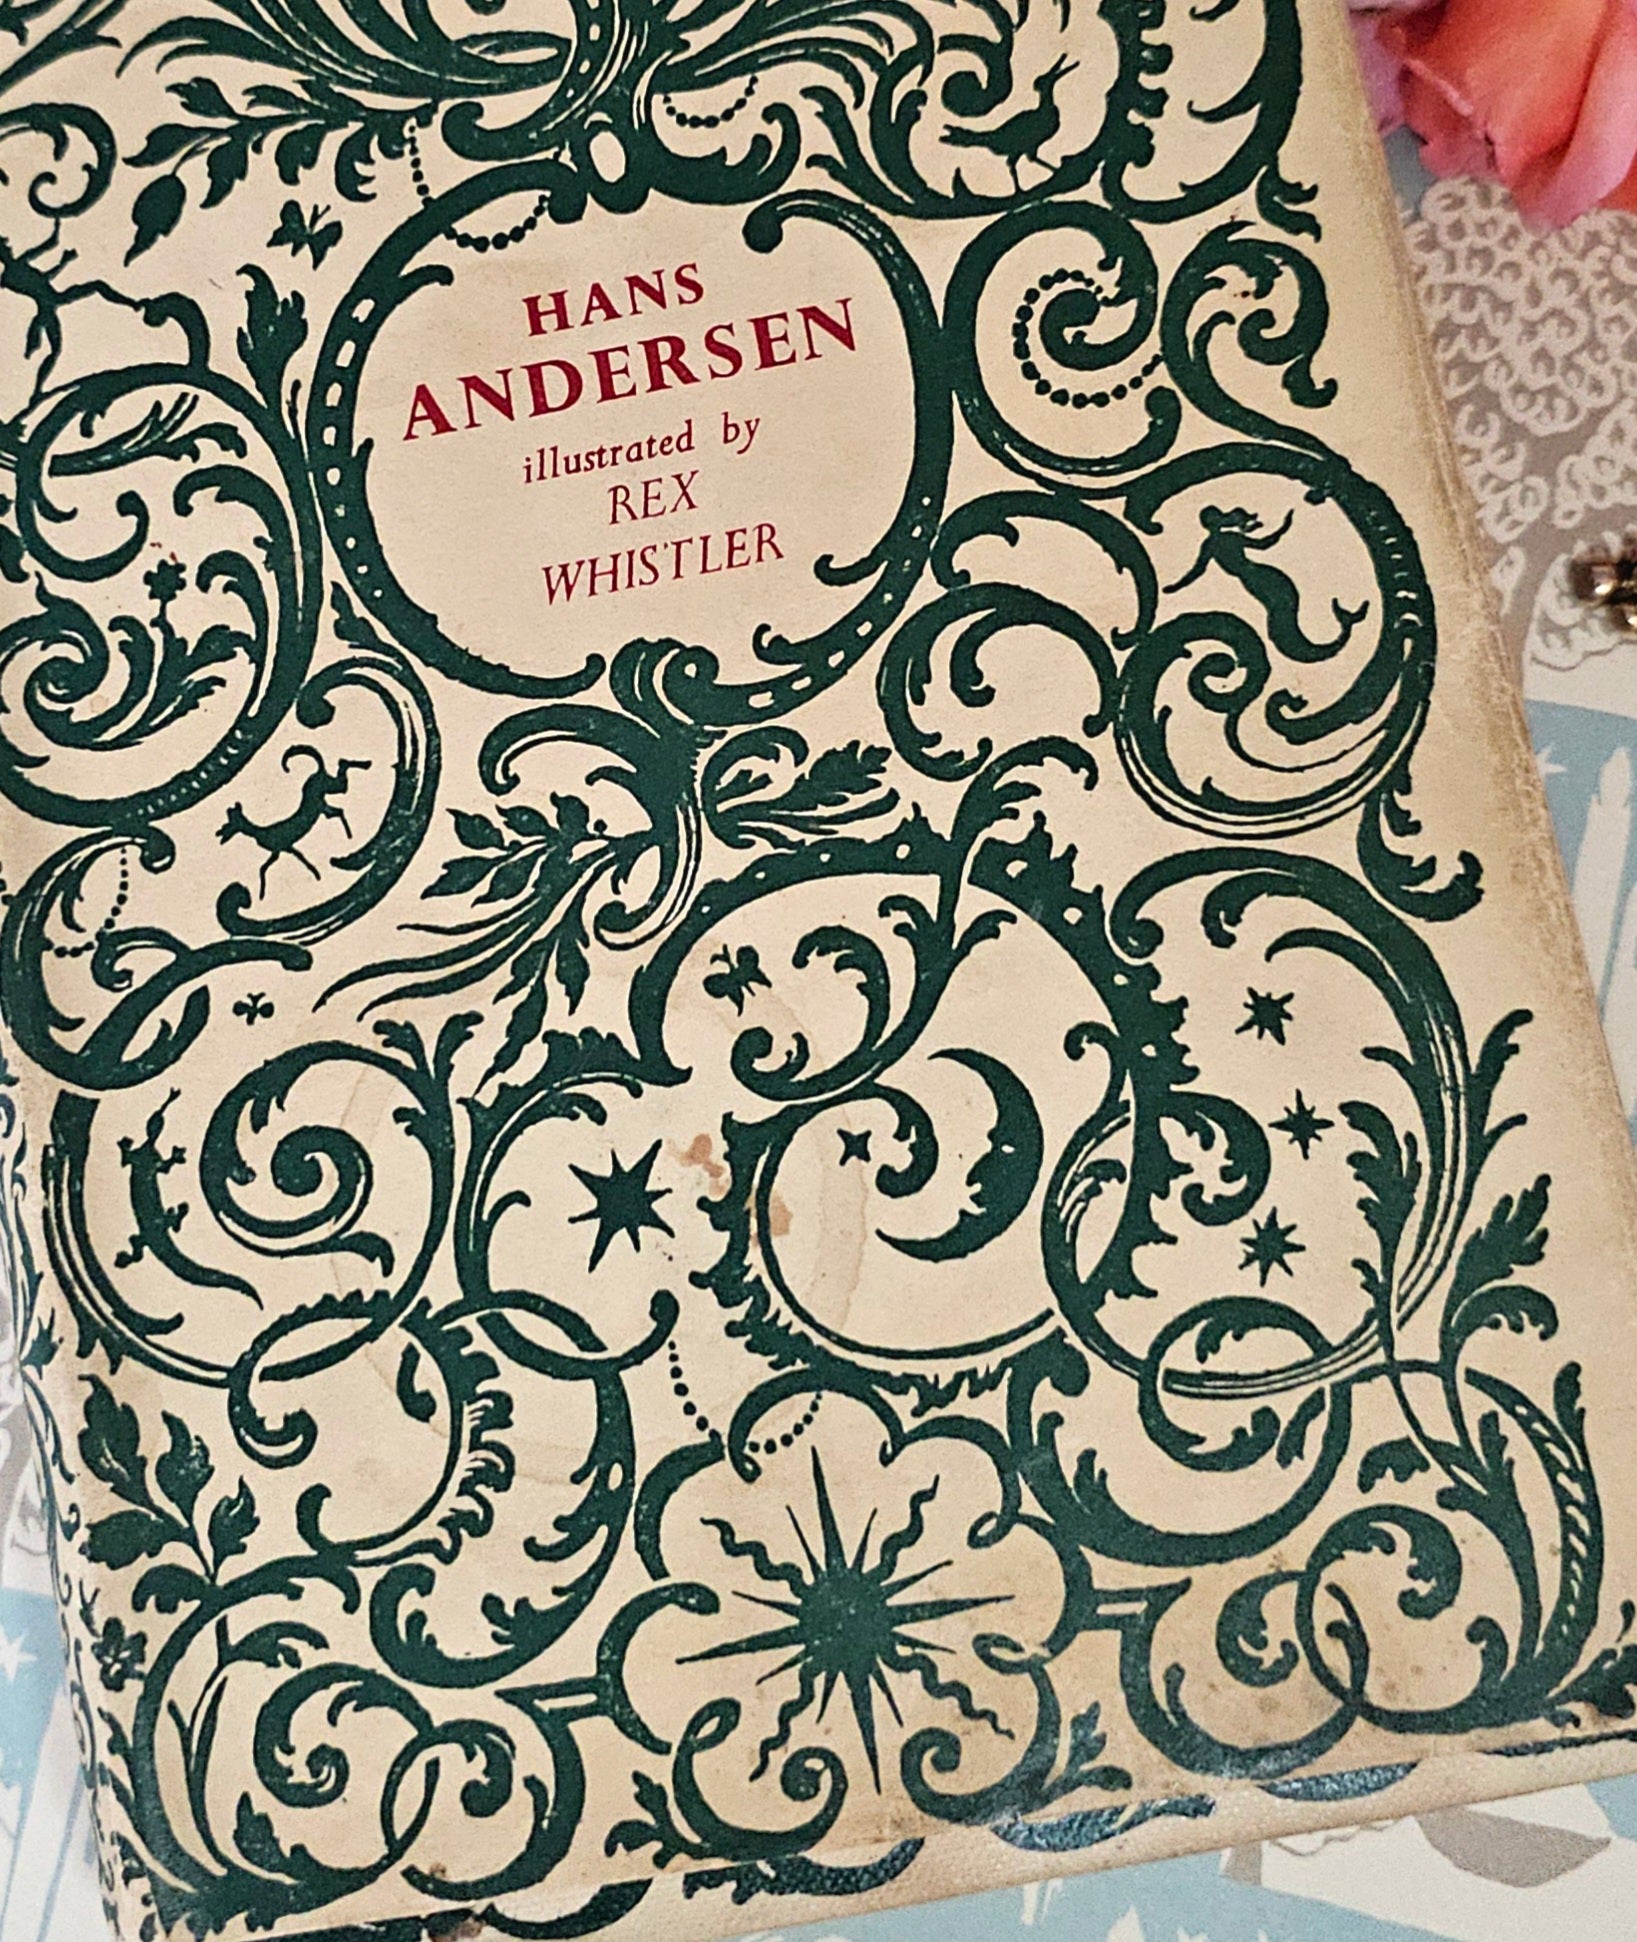 HANS
ANDERSEN
illustrated by
REX
WHISTLER